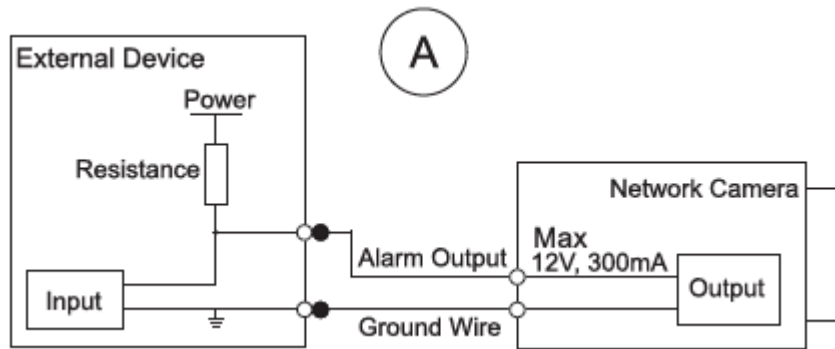 A
External Device
Power
Resistance
Network Camera
Max
12V, 300mA
Alarm Output
Output
Input
Ground Wire